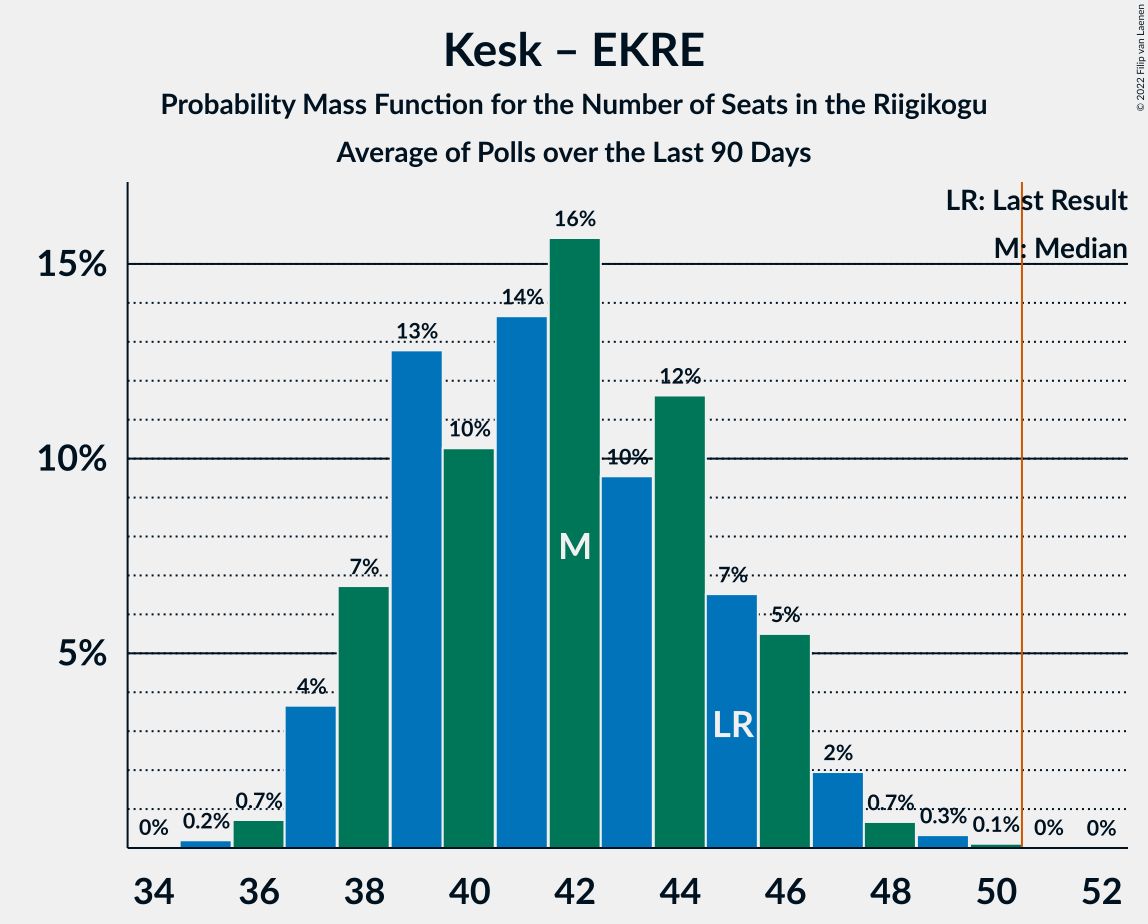 © 2022 Filip van Laenen
Kesk – EKRE
Probability Mass Function for the Number of Seats in the Riigikogu
Average of Polls over the Last 90 Days
LR: Last Result
M: Median
15%
10%
5%
0%
0.2%
0.7%
4%
7%
13%
10%
14%
16%
10%
12%
7%
5%
2%
0.7%
0.3%
0.1%
0%
0%
M
LR
34 36 38 40 42 44 46 48 50 52